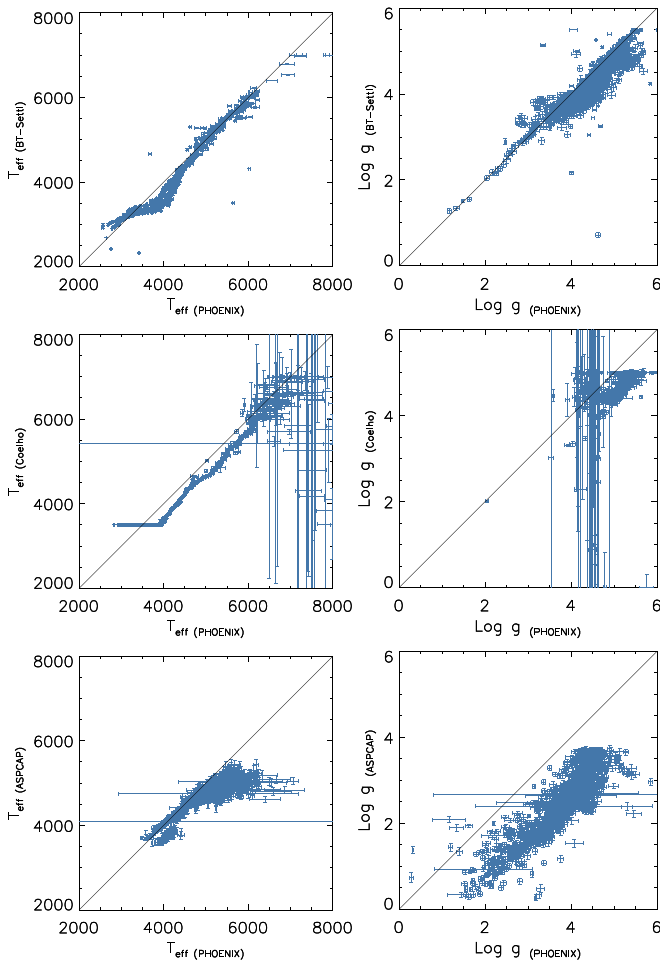 8000
6000
4000
2000
T_eff (BT-Settl)
2000 4000 6000 8000
T_eff (PHOENIX)
6
4
2
0
Log g (BT-Settl)
0 2 4 6
Log g (PHOENIX)
8000
6000
4000
2000
T_eff (Coelho)
2000 4000 6000 8000
T_eff (PHOENIX)
6
4
2
0
Log g (Coelho)
0 2 4 6
Log g (PHOENIX)
8000
6000
4000
2000
T_eff (ASPCAP)
2000 4000 6000 8000
T_eff (PHOENIX)
6
4
2
0
Log g (ASPCAP)
0 2 4 6
Log g (PHOENIX)